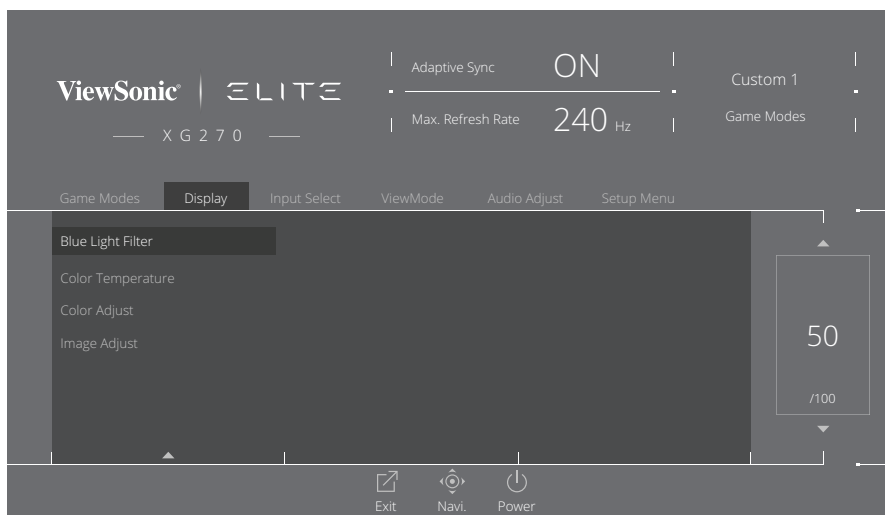 ViewSonic® ELITE
XG270
Adaptive Sync ON
Max. Refresh Rate 240 Hz
Custom 1
Game Modes
Game Modes Display Input Select ViewMode Audio Adjust Setup Menu
Blue Light Filter
Color Temperature
Color Adjust
Image Adjust
50
/100
Exit Navi. Power